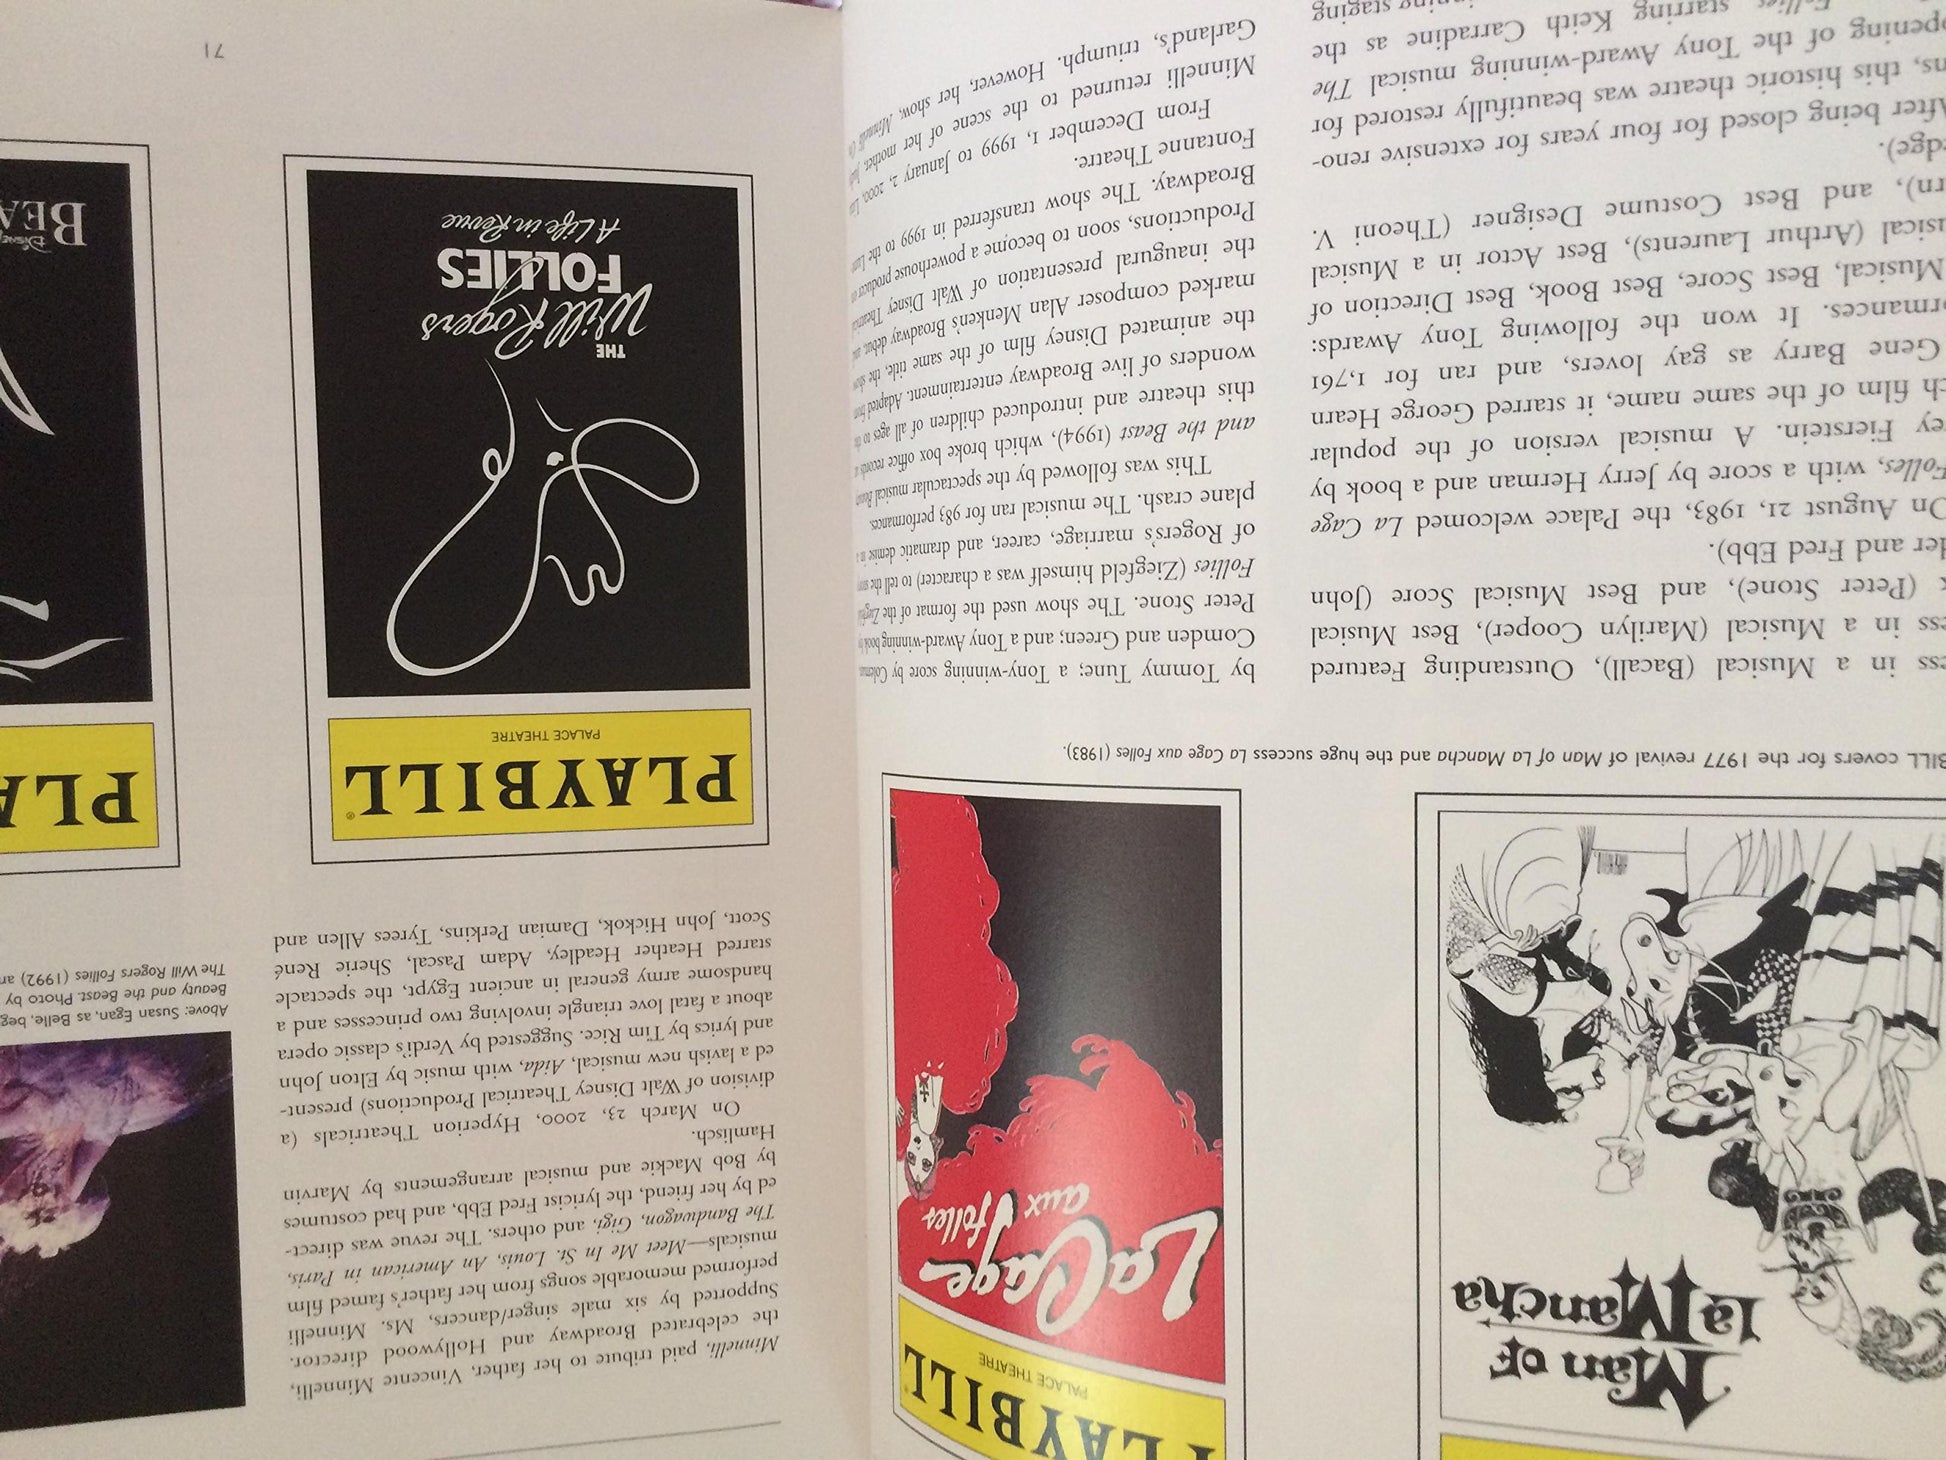 Man of
La Mancha
PLAYBILL
PALACE THEATRE
La Cage
aux Folles
BILL covers for the 1977 revival of Man of La Mancha and the huge success La Cage aux Folles (1983).
ess in a Musical (Bacall), Outstanding Featured
ess in a Musical (Marilyn Cooper), Best Musical
k (Peter Stone), and Best Musical Score (John
der and Fred Ebb).
On August 21, 1983, the Palace welcomed La Cage
Folles, with a score by Jerry Herman and a book by
ey Fierstein. A musical version of the popular
ch film of the same name, it starred George Hearn
Gene Barry as gay lovers, and ran for 1,761
ormances. It won the following Tony Awards:
Musical, Best Score, Best Book, Best Direction of
usical (Arthur Laurents), Best Actor in a Musical
rn), and Best Costume Designer (Theoni V.
edge).
After being closed for four years for extensive reno-
ns, this historic theatre was beautifully restored for
opening of the Tony Award-winning musical The
Follies starring Keith Carradine as the
staging
by Tommy Tune; a Tony-winning score by Coleman
Comden and Green; and a Tony Award-winning book by
Peter Stone. The show used the format of the Ziegfeld
Follies (Ziegfeld himself was a character) to tell the story
of Rogers's marriage, career, and dramatic demise in a
plane crash. The musical ran for 983 performances.
This was followed by the spectacular musical Beauty
and the Beast (1994), which broke box office records at
this theatre and introduced children of all ages to the
wonders of live Broadway entertainment. Adapted from
the animated Disney film of the same title, the show
marked composer Alan Menken's Broadway debut, and
the inaugural presentation of Walt Disney Theatrical
Productions, soon to become a powerhouse producer on
Broadway. The show transferred in 1999 to the Lunt-
Fontanne Theatre.
From December 1, 1999 to January 2, 2000, Liza
Minnelli returned to the scene of her mother, Judy
Garland's, triumph. However, her show, Minnelli On
Minnelli, paid tribute to her father, Vincente Minnelli,
the celebrated Broadway and Hollywood director.
Supported by six male singer/dancers, Ms. Minnelli
performed memorable songs from her father's famed film
musicals—Meet Me In St. Louis, An American in Paris,
The Bandwagon, Gigi, and others. The revue was direct-
ed by her friend, the lyricist Fred Ebb, and had costumes
by Bob Mackie and musical arrangements by Marvin
Hamlisch.
On March 23, 2000, Hyperion Theatricals (a
division of Walt Disney Theatrical Productions) present-
ed a lavish new musical, Aida, with music by Elton John
and lyrics by Tim Rice. Suggested by Verdi's classic opera
about a fatal love triangle involving two princesses and a
handsome army general in ancient Egypt, the spectacle
starred Heather Headley, Adam Pascal, Sherie René
Scott, John Hickok, Damian Perkins, Tyrees Allen and
Above: Susan Egan, as Belle, beg
Beauty and the Beast. Photo by
The Will Rogers Follies (1992) an
PLAYBILL®
PALACE THEATRE
THE
Will Rogers
FOLLIES
A Life in Revue
PLA
DISNEY
BEA
71